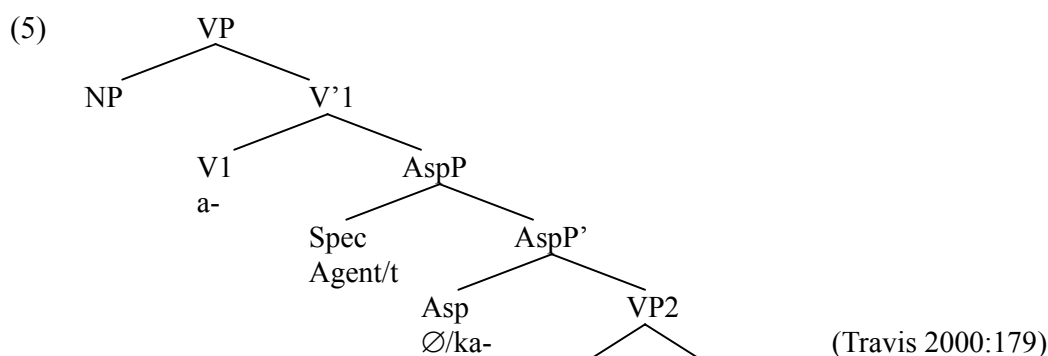 (5) VP
NP V’1
V1 AspP
a-
Spec AspP’
Agent/t
Asp VP2
∅/ka- (Travis 2000:179)